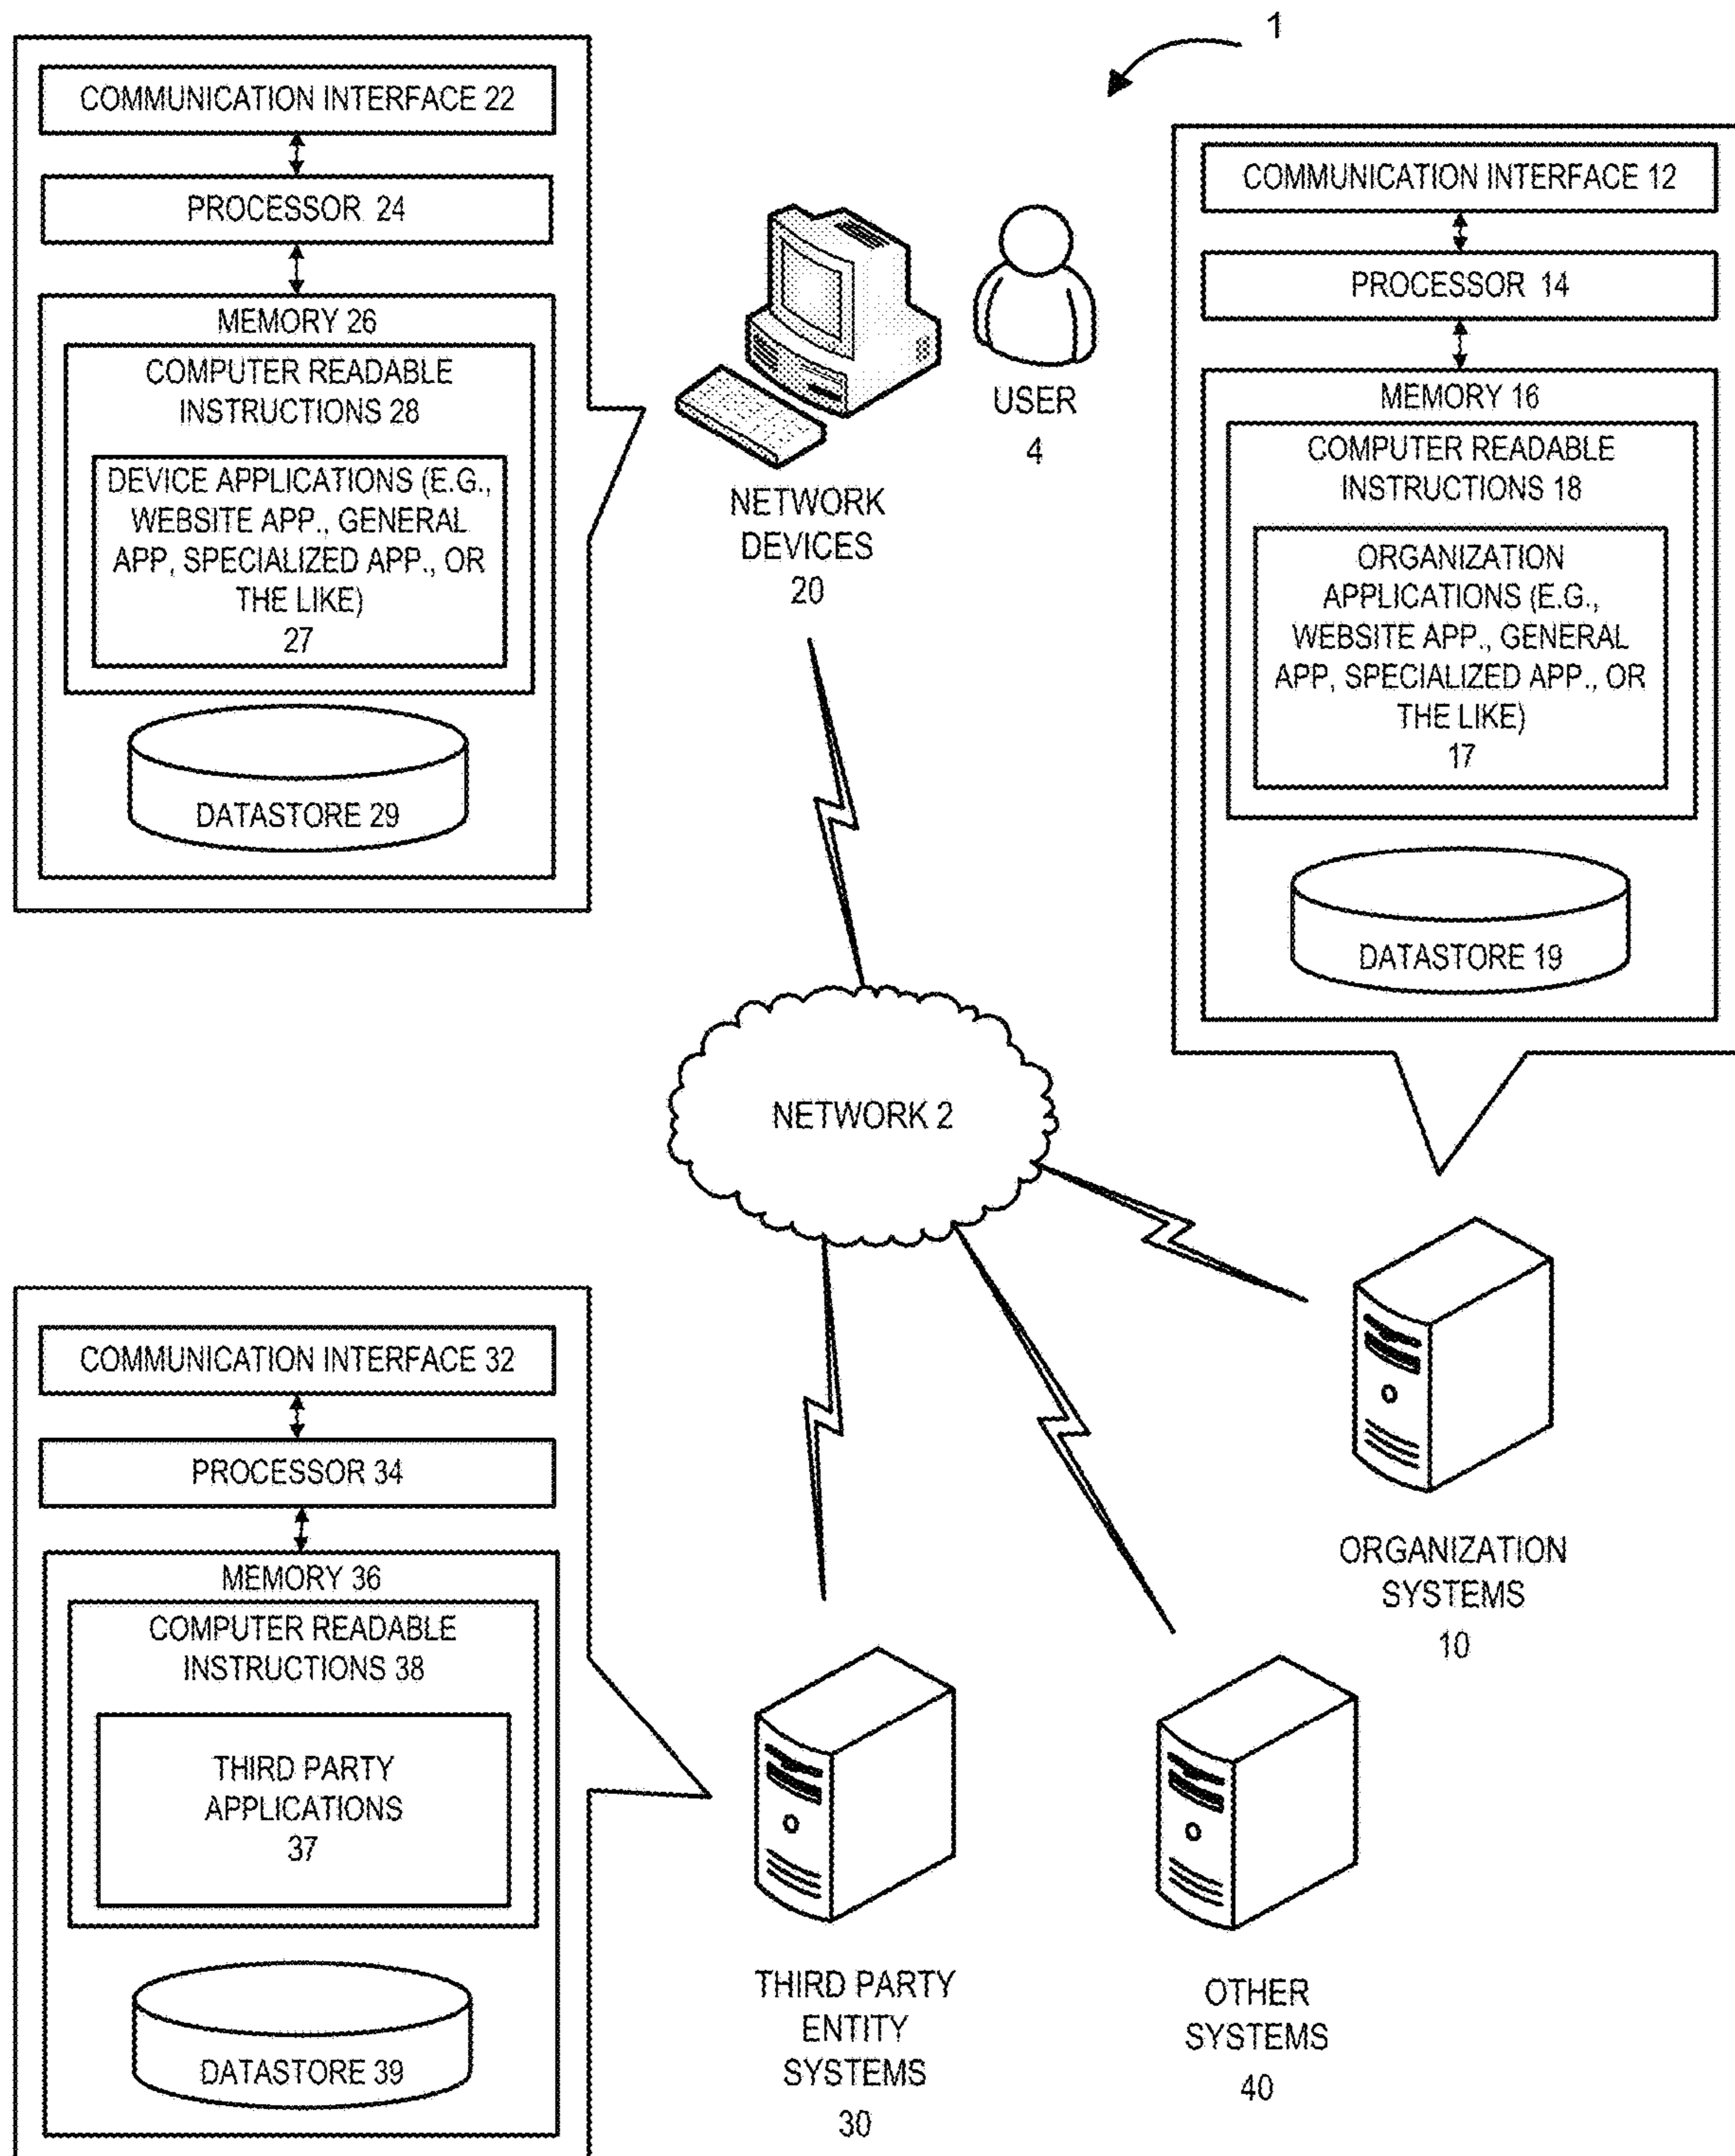 1
COMMUNICATION INTERFACE 22
PROCESSOR 24
MEMORY 26
COMPUTER READABLE
INSTRUCTIONS 28
DEVICE APPLICATIONS (E.G.,
WEBSITE APP., GENERAL
APP, SPECIALIZED APP., OR
THE LIKE)
27
DATASTORE 29
NETWORK
DEVICES
20
USER
4
COMMUNICATION INTERFACE 12
PROCESSOR 14
MEMORY 16
COMPUTER READABLE
INSTRUCTIONS 18
ORGANIZATION
APPLICATIONS (E.G.,
WEBSITE APP., GENERAL
APP, SPECIALIZED APP., OR
THE LIKE)
17
DATASTORE 19
NETWORK 2
ORGANIZATION
SYSTEMS
10
COMMUNICATION INTERFACE 32
PROCESSOR 34
MEMORY 36
COMPUTER READABLE
INSTRUCTIONS 38
THIRD PARTY
APPLICATIONS
37
DATASTORE 39
THIRD PARTY
ENTITY
SYSTEMS
30
OTHER
SYSTEMS
40